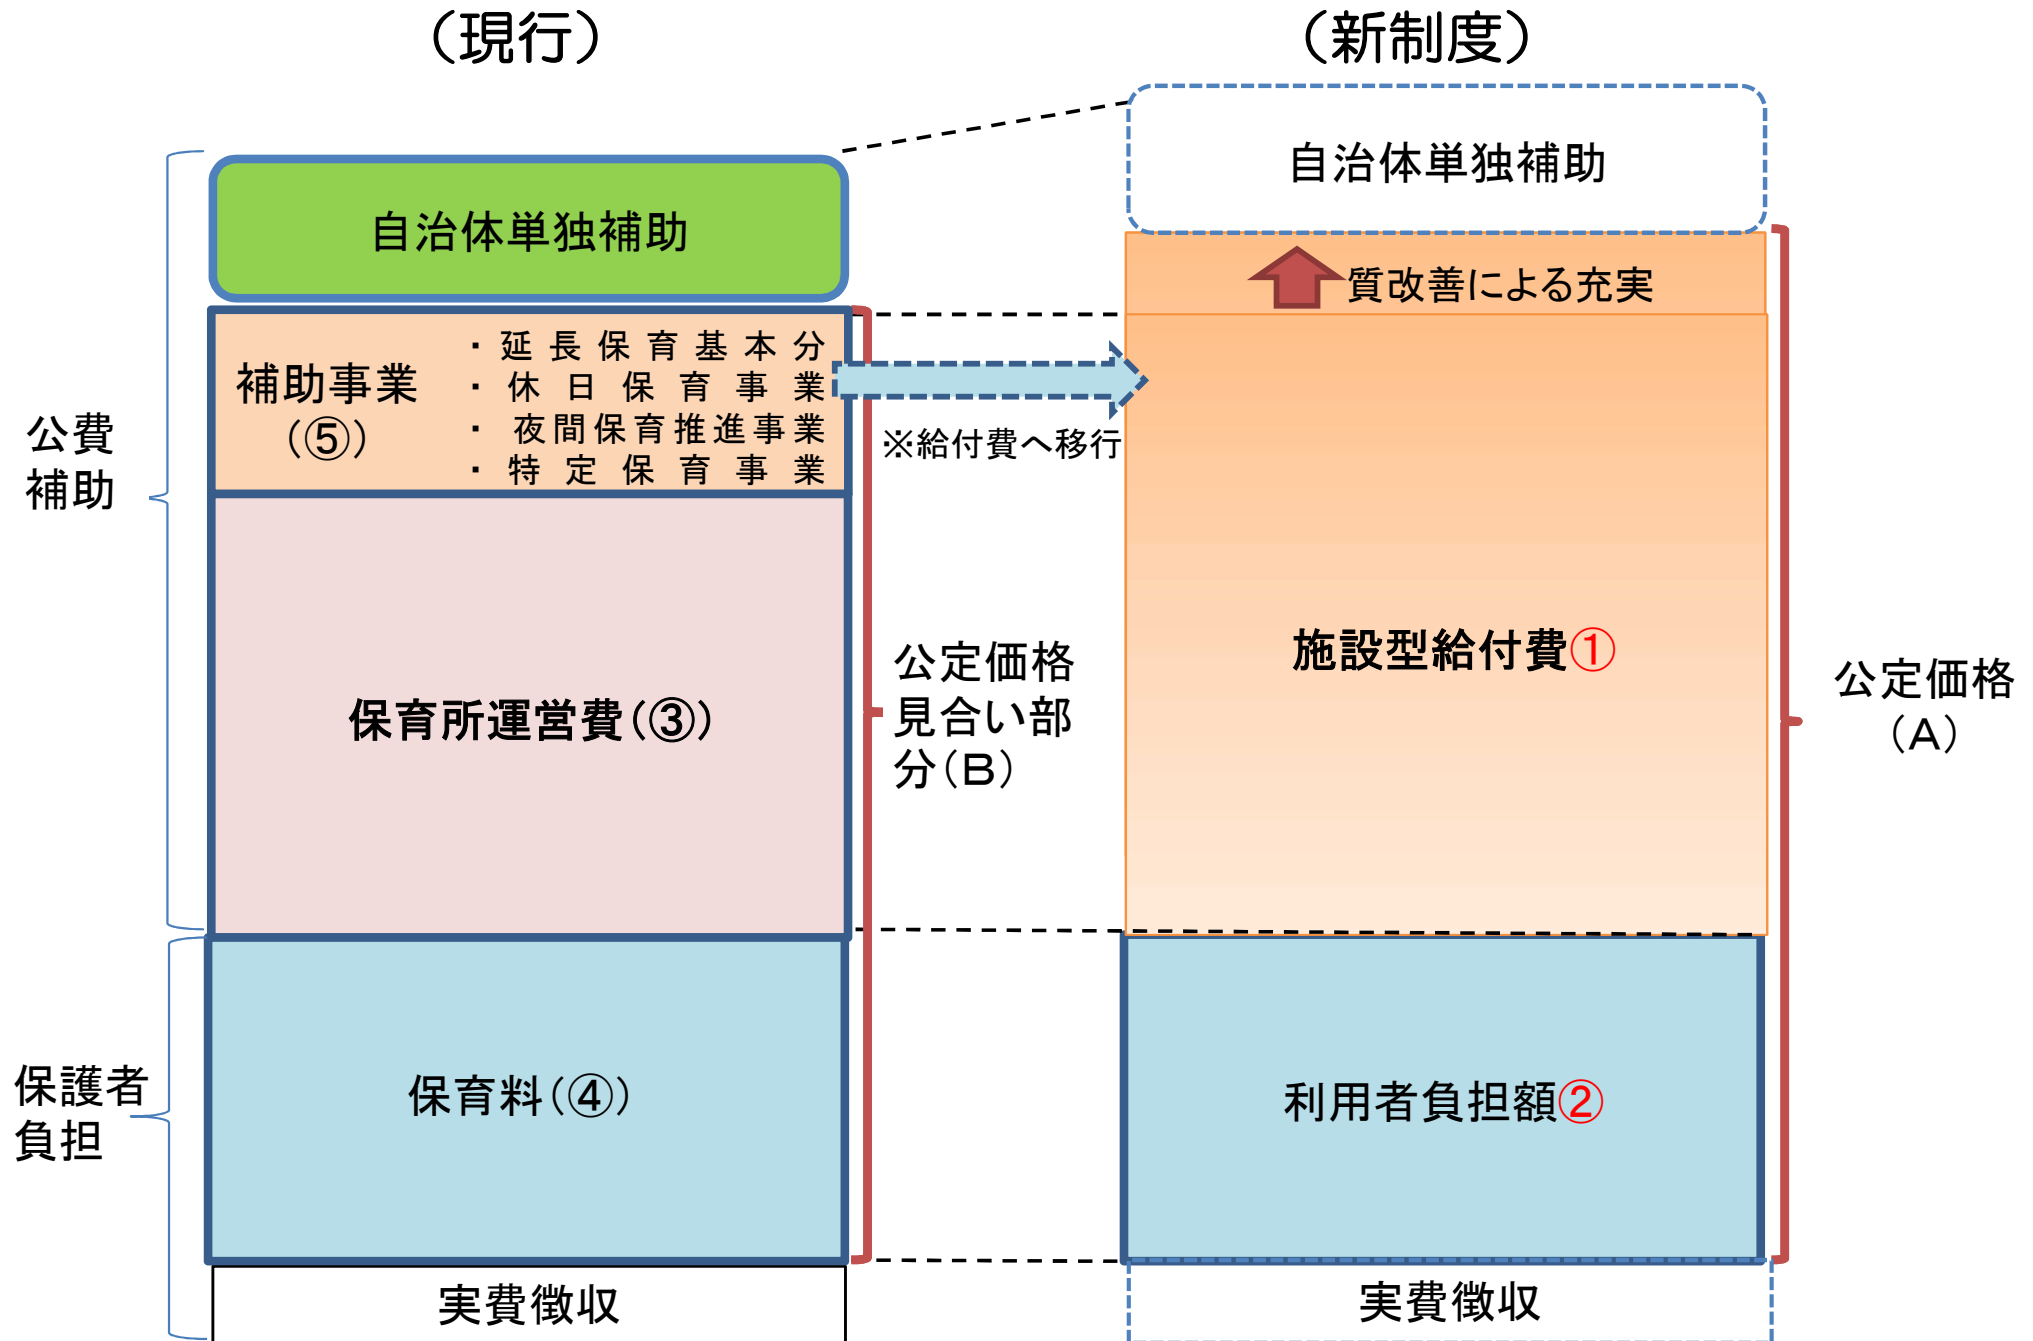 （現行）
（新制度）
自治体単独補助
自治体単独補助
質改善による充実
補助事業
（⑤）
・延長保育基本分
・休日保育事業
・夜間保育推進事業
・特定保育事業
※給付費へ移行
公費
補助
保育所運営費（③）
公定価格
見合い部
分（B）
施設型給付費①
公定価格
（A）
保護者
負担
保育料（④）
利用者負担額②
実費徴収
実費徴収